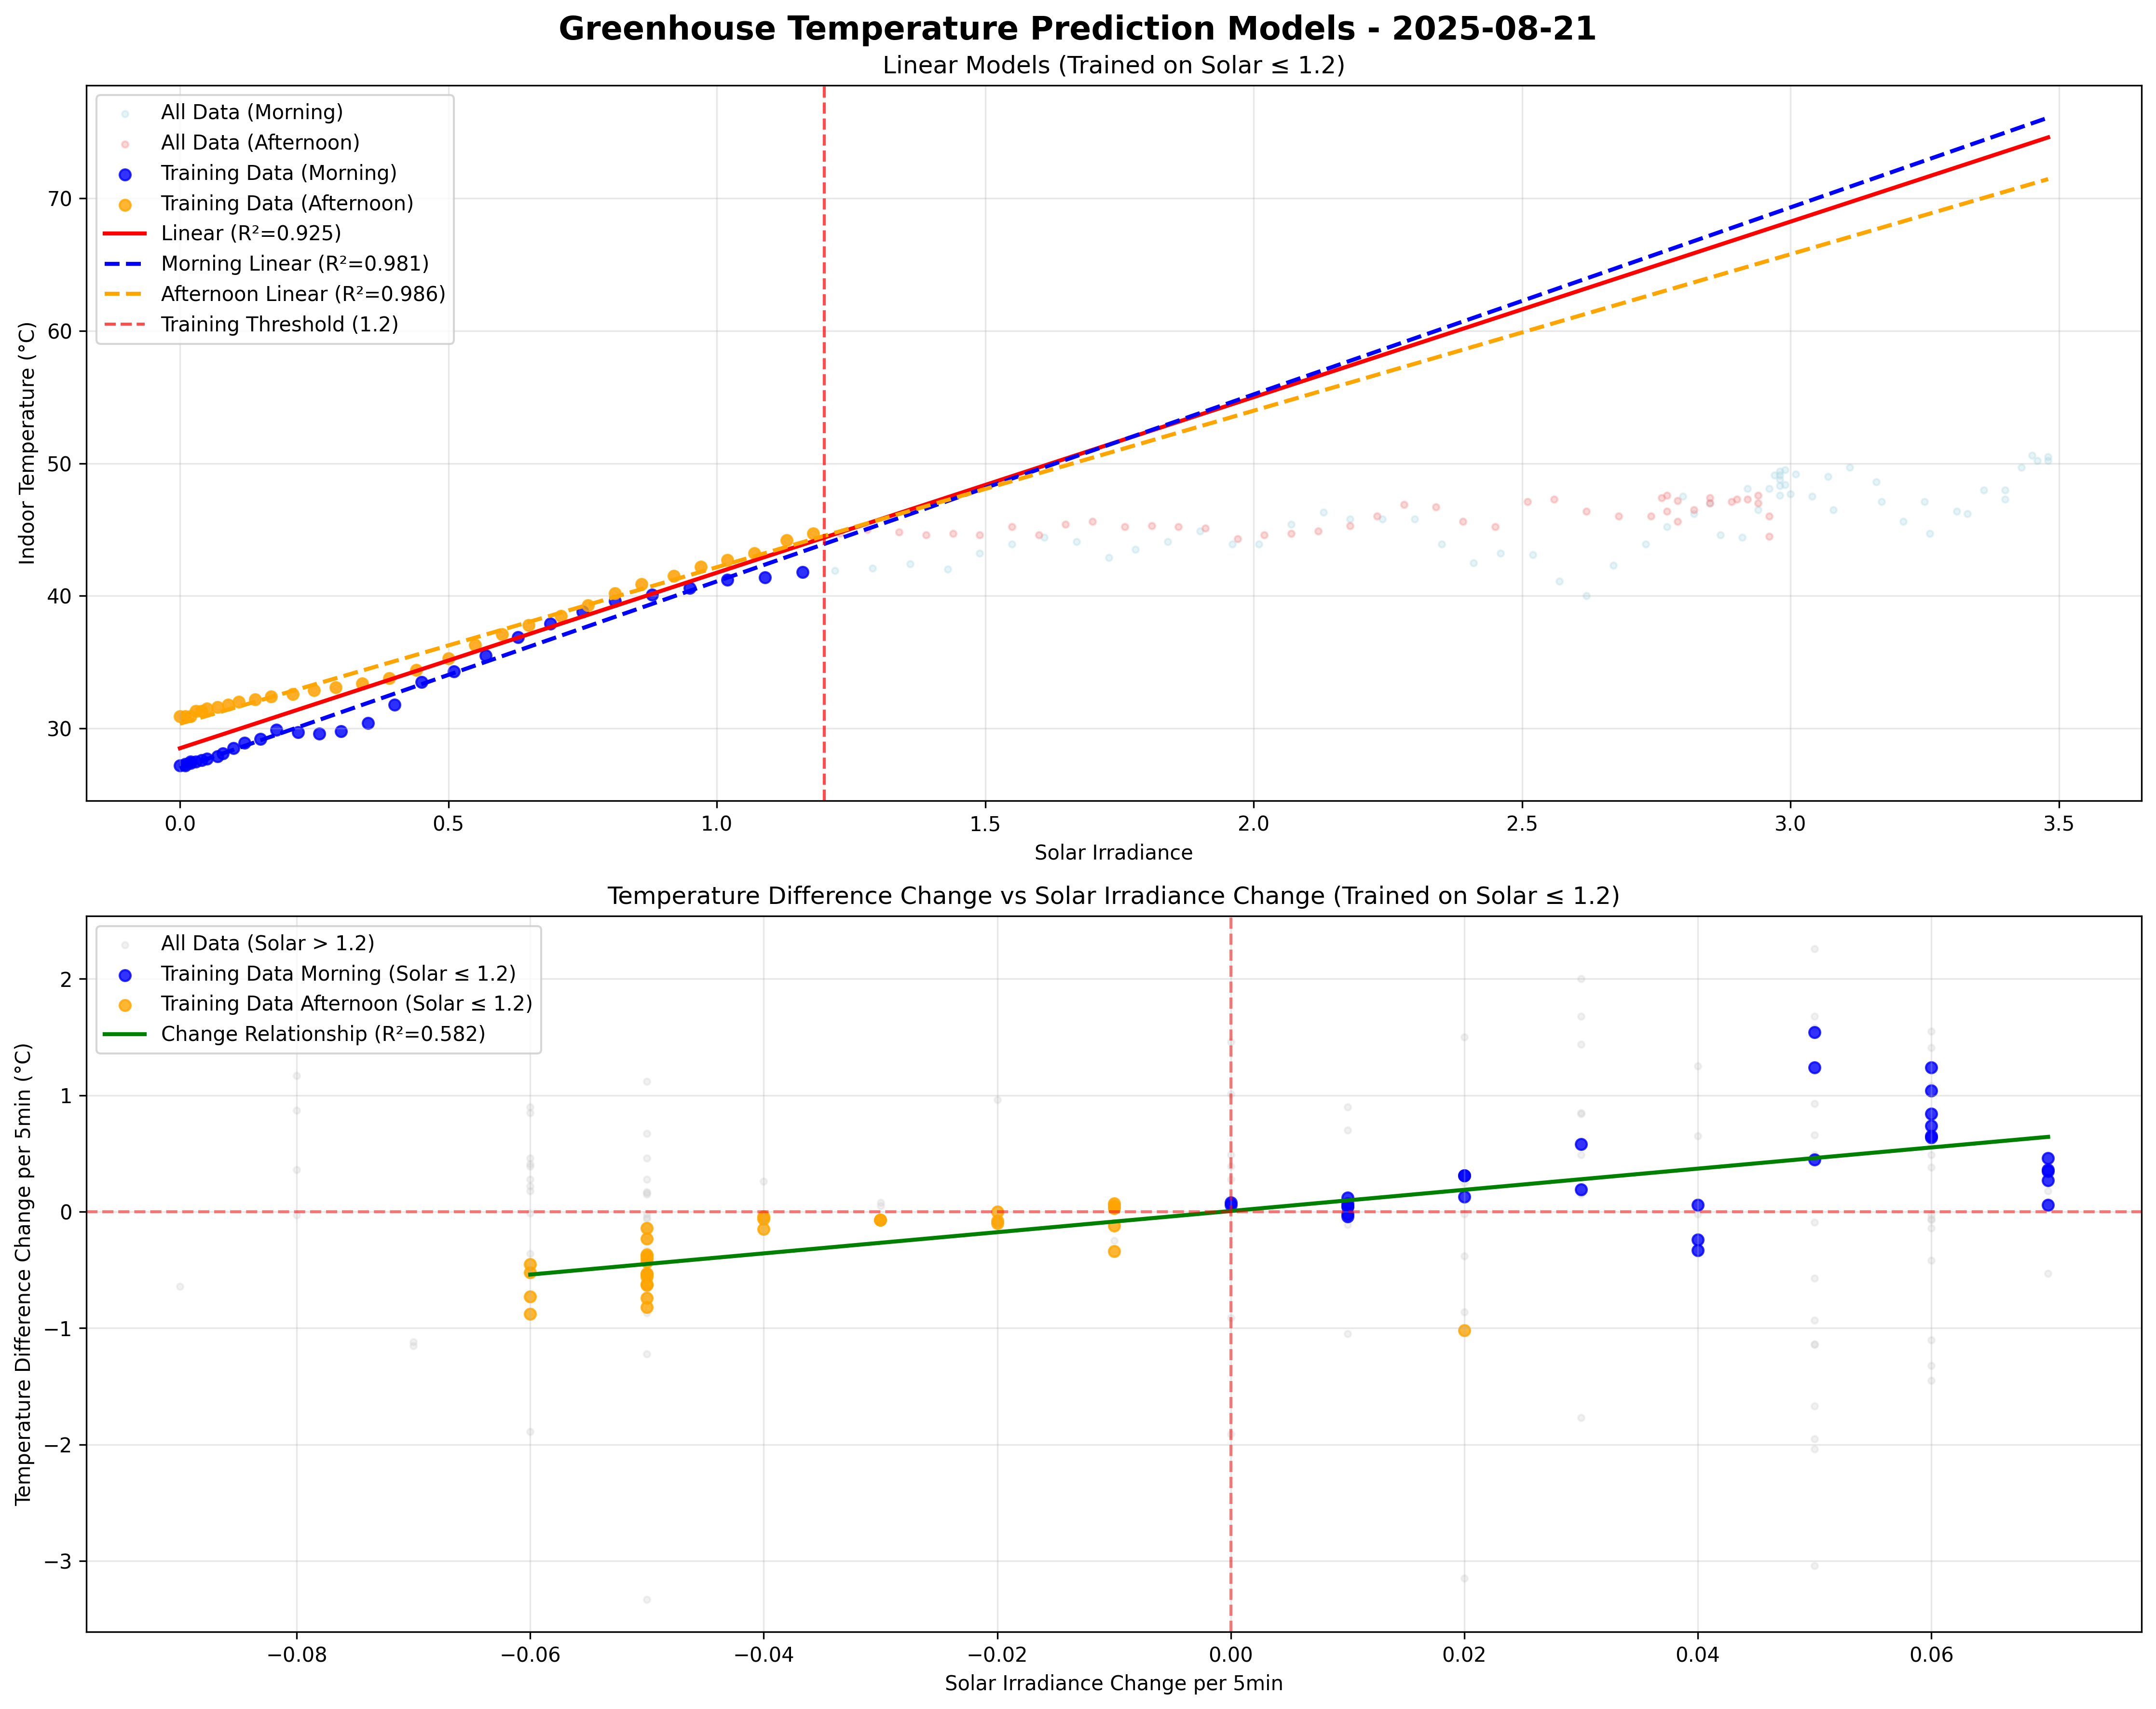 Greenhouse Temperature Prediction Models - 2025-08-21
Linear Models (Trained on Solar ≤ 1.2)
All Data (Morning)
All Data (Afternoon)
Training Data (Morning)
Training Data (Afternoon)
Linear (R²=0.925)
Morning Linear (R²=0.981)
Afternoon Linear (R²=0.986)
Training Threshold (1.2)
Indoor Temperature (°C)
70
60
50
40
30
0.0 0.5 1.0 1.5 2.0 2.5 3.0 3.5
Solar Irradiance
Temperature Difference Change vs Solar Irradiance Change (Trained on Solar ≤ 1.2)
All Data (Solar > 1.2)
Training Data Morning (Solar ≤ 1.2)
Training Data Afternoon (Solar ≤ 1.2)
Change Relationship (R²=0.582)
Temperature Difference Change per 5min (°C)
2
1
0
−1
−2
−3
−0.08 −0.06 −0.04 −0.02 0.00 0.02 0.04 0.06
Solar Irradiance Change per 5min